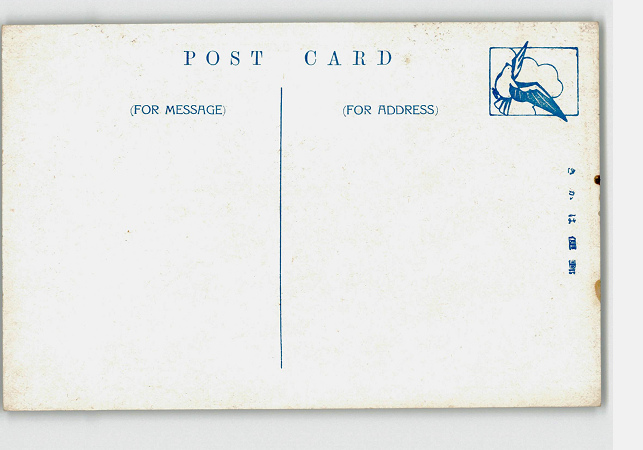 POST CARD
(FOR MESSAGE)
(FOR ADDRESS)